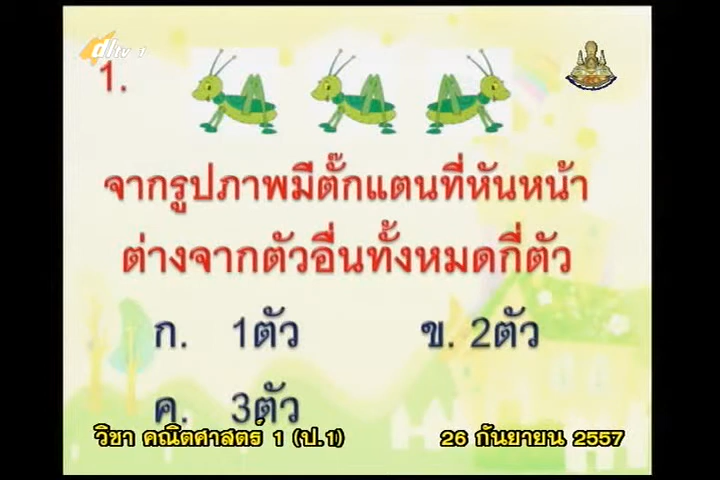 dltv 1
1.
จากรูปภาพมีตั๊กแตนที่หันหน้า
ต่างจากตัวอื่นทั้งหมดกี่ตัว
ก. 1ตัว ข. 2ตัว
ค. 3ตัว
วิชา คณิตศาสตร์ 1 (ป.1) 26 กันยายน 2557